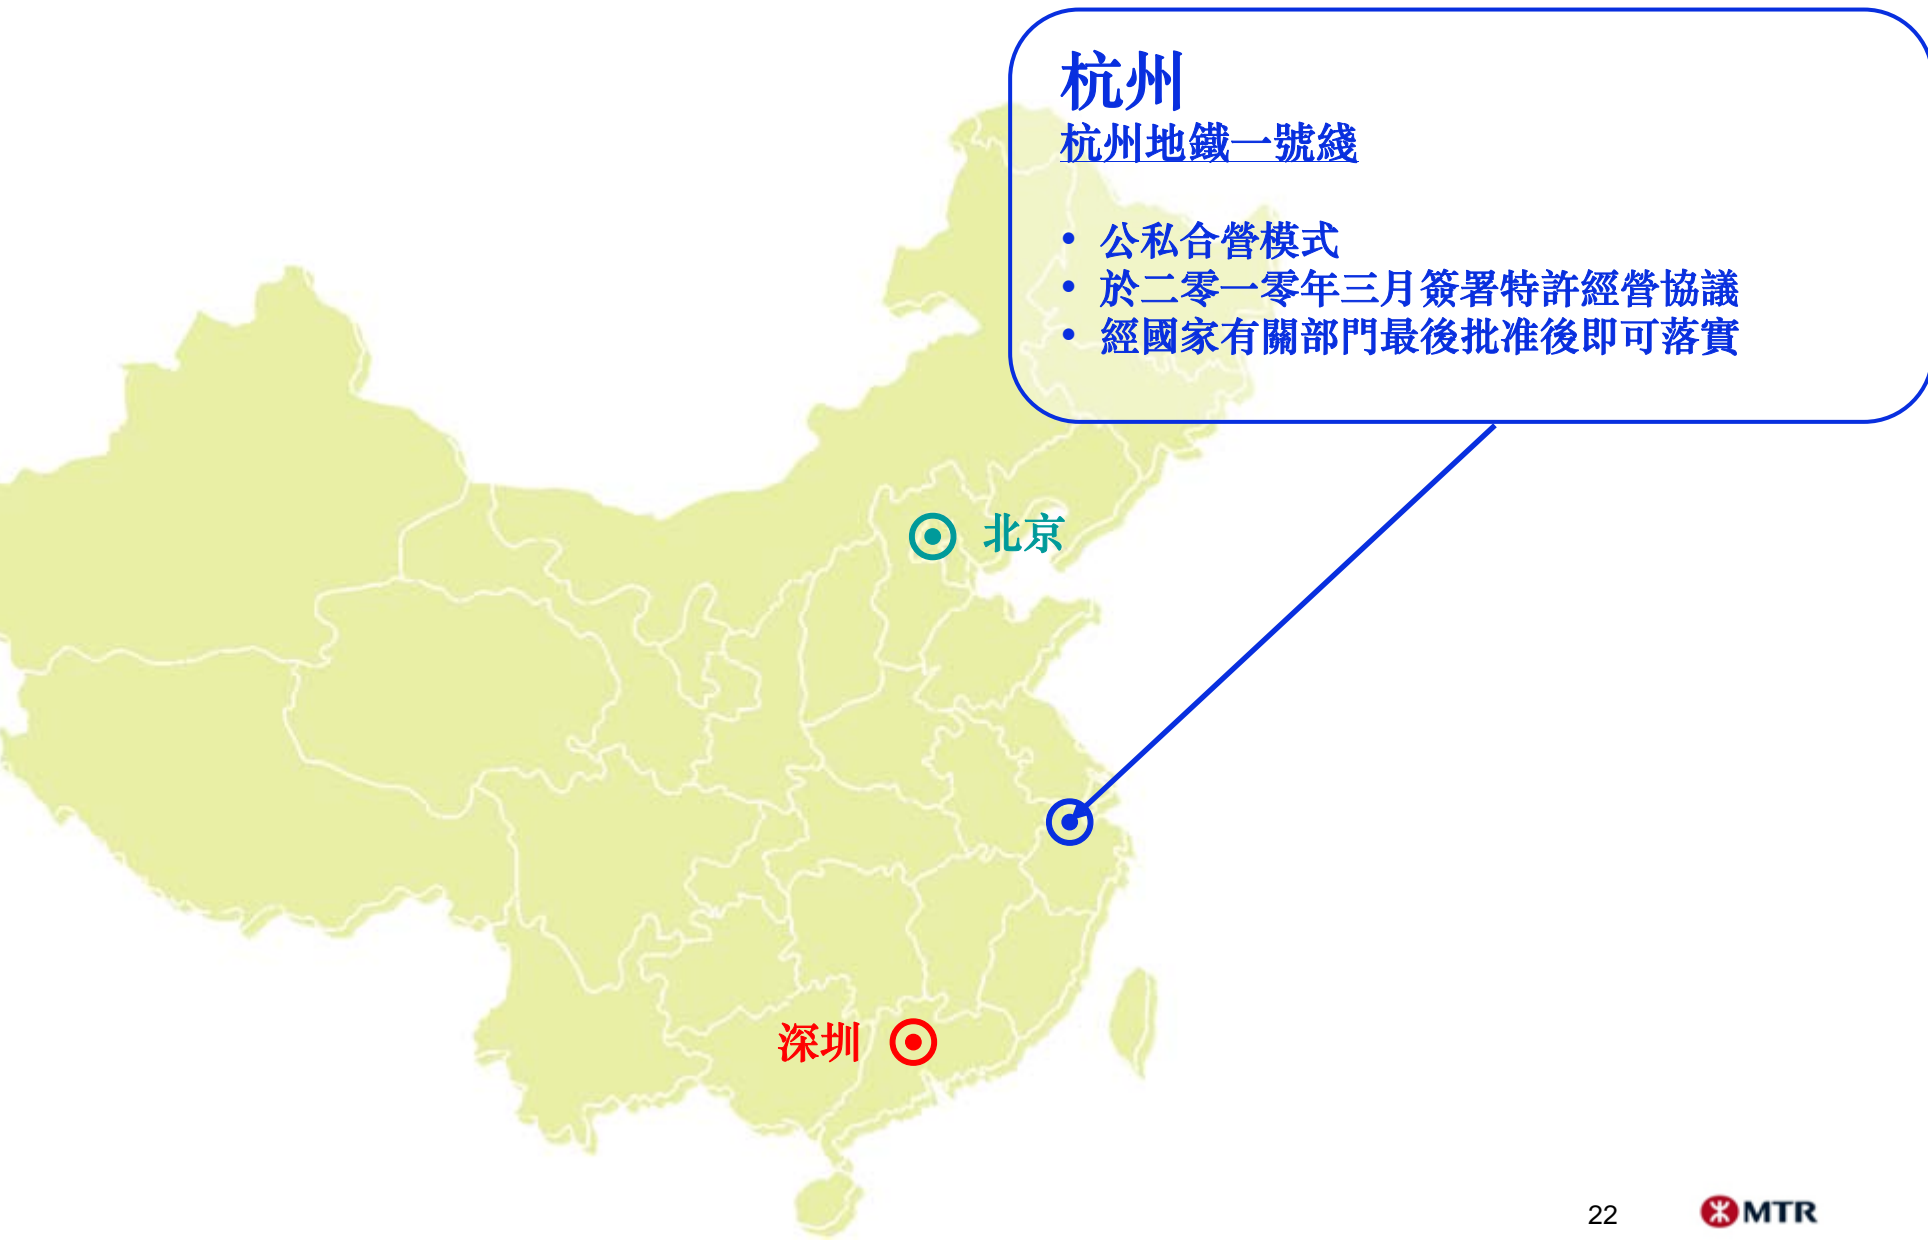 杭州
杭州地鐵一號綫
• 公私合營模式
• 於二零一零年三月簽署特許經營協議
• 經國家有關部門最後批准後即可落實
北京
深圳
22
MTR